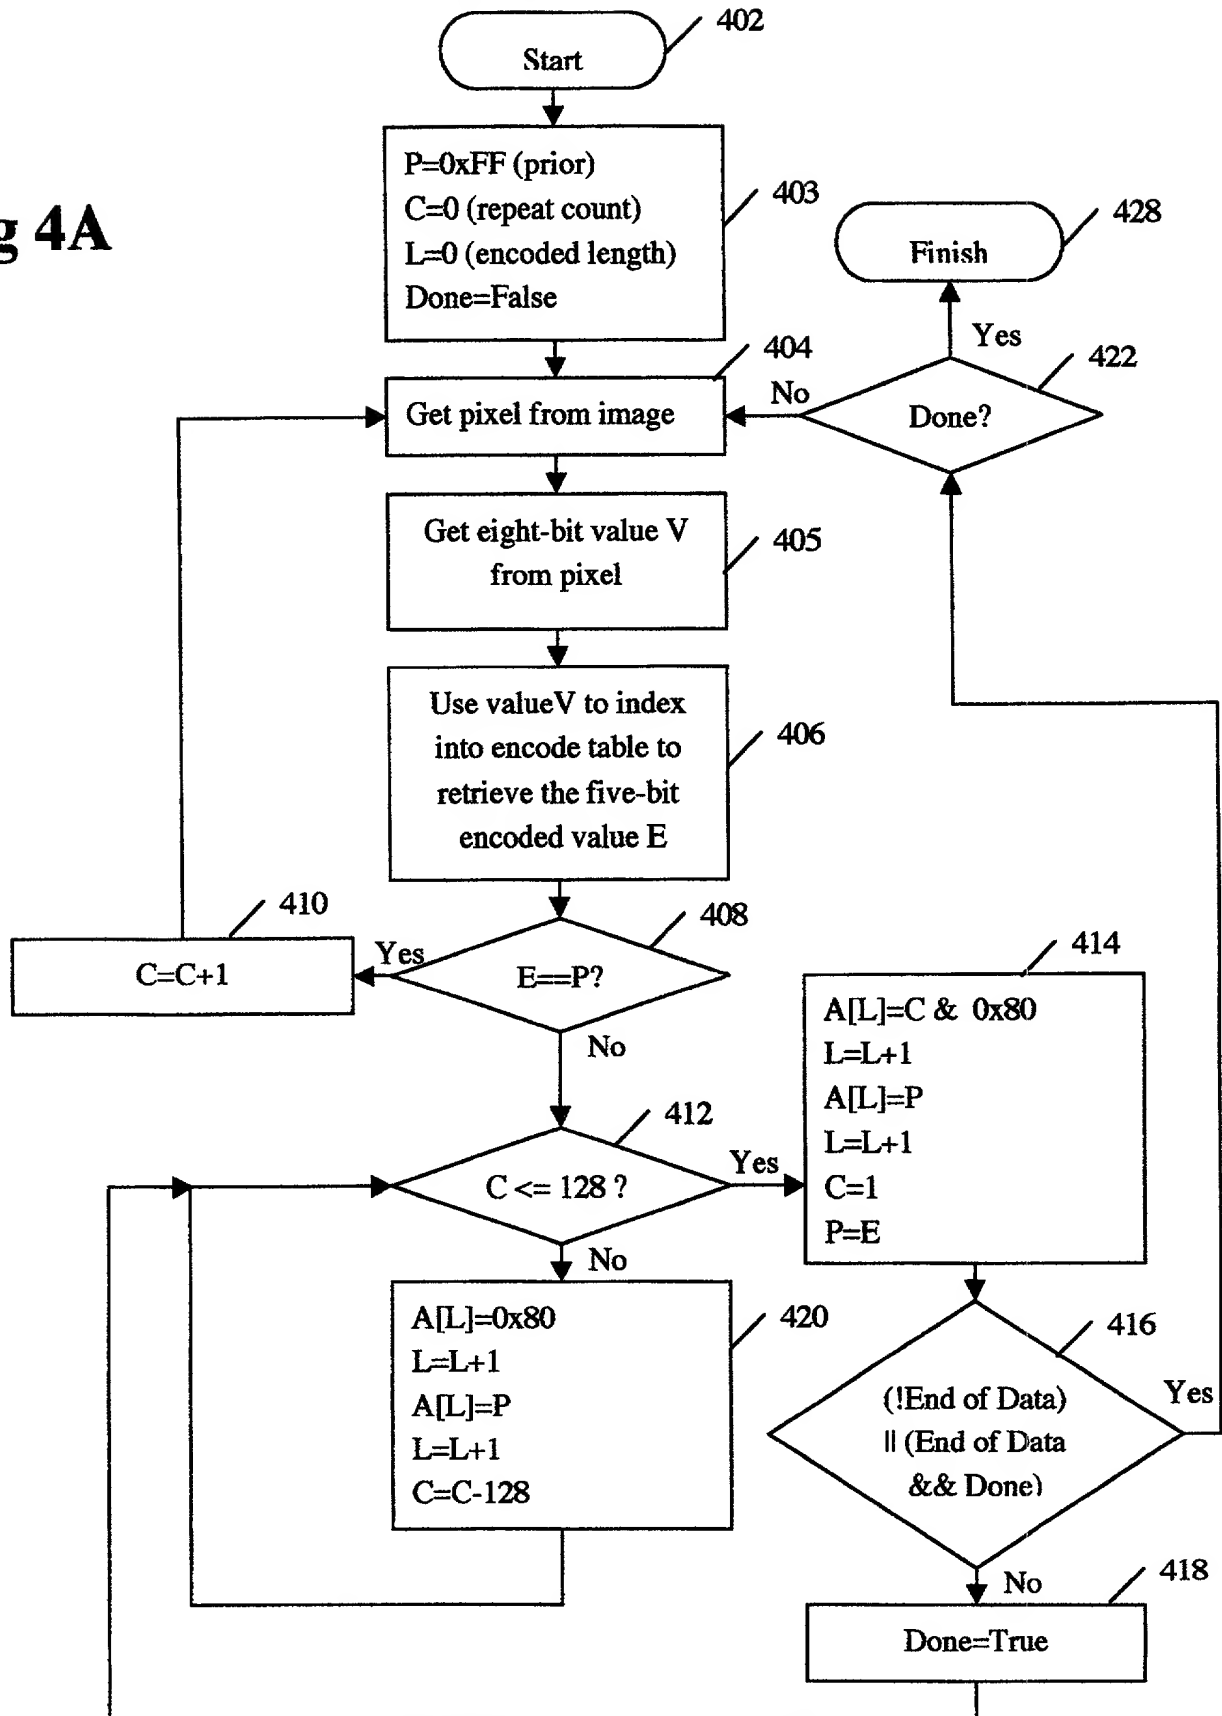 402
Start
P=0xFF (prior)
C=0 (repeat count)
L=0 (encoded length)
Done=False
403
g 4A
428
Finish
Yes
404
422
Get pixel from image
No
Done?
Get eight-bit value V
from pixel
405
Use valueV to index
into encode table to
retrieve the five-bit
encoded value E
406
410
408
C=C+1
Yes
E==P?
No
414
A[L]=C & 0x80
L=L+1
A[L]=P
L=L+1
C=1
P=E
412
C <= 128 ?
Yes
No
A[L]=0x80
L=L+1
A[L]=P
L=L+1
C=C-128
420
416
(!End of Data)
|| (End of Data
&& Done)
Yes
No
418
Done=True